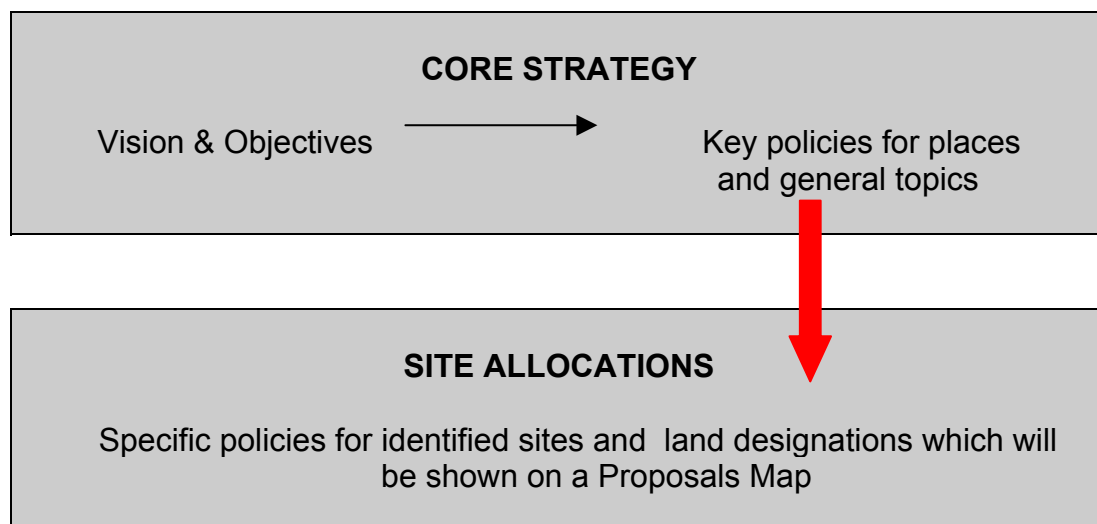 CORE STRATEGY
Vision & Objectives
Key policies for places
and general topics
SITE ALLOCATIONS
Specific policies for identified sites and land designations which will
be shown on a Proposals Map